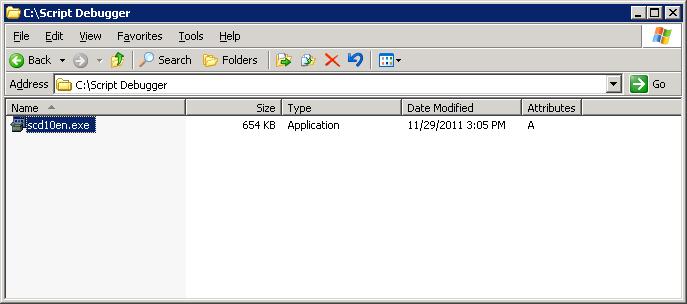 C:\Script Debugger
File Edit View Favorites Tools Help
Back Search Folders
Address C:\Script Debugger Go
Name Size Type Date Modified Attributes
scd10en.exe 654 KB Application 11/29/2011 3:05 PM A